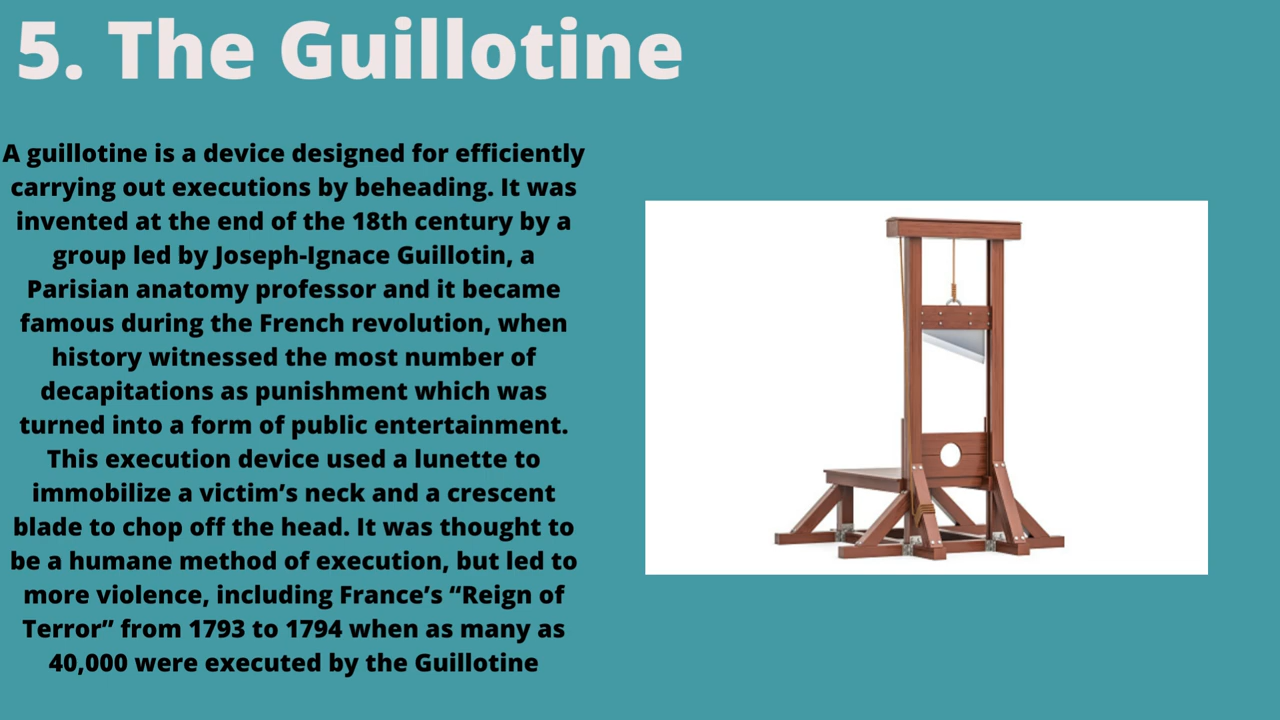 5. The Guillotine
A guillotine is a device designed for efficiently
carrying out executions by beheading. It was
invented at the end of the 18th century by a
group led by Joseph-Ignace Guillotin, a
Parisian anatomy professor and it became
famous during the French revolution, when
history witnessed the most number of
decapitations as punishment which was
turned into a form of public entertainment.
This execution device used a lunette to
immobilize a victim’s neck and a crescent
blade to chop off the head. It was thought to
be a humane method of execution, but led to
more violence, including France’s “Reign of
Terror” from 1793 to 1794 when as many as
40,000 were executed by the Guillotine